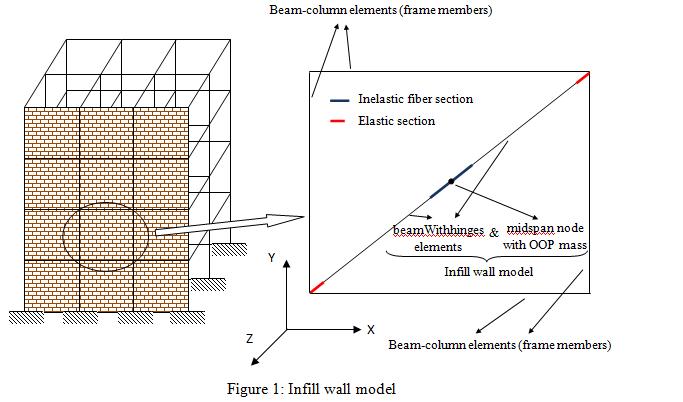 Beam-column elements (frame members)
Inelastic fiber section
Elastic section
beamWithhinges & midspan node
elements with OOP mass
Infill wall model
Y
X
Z
Beam-column elements (frame members)
Figure 1: Infill wall model